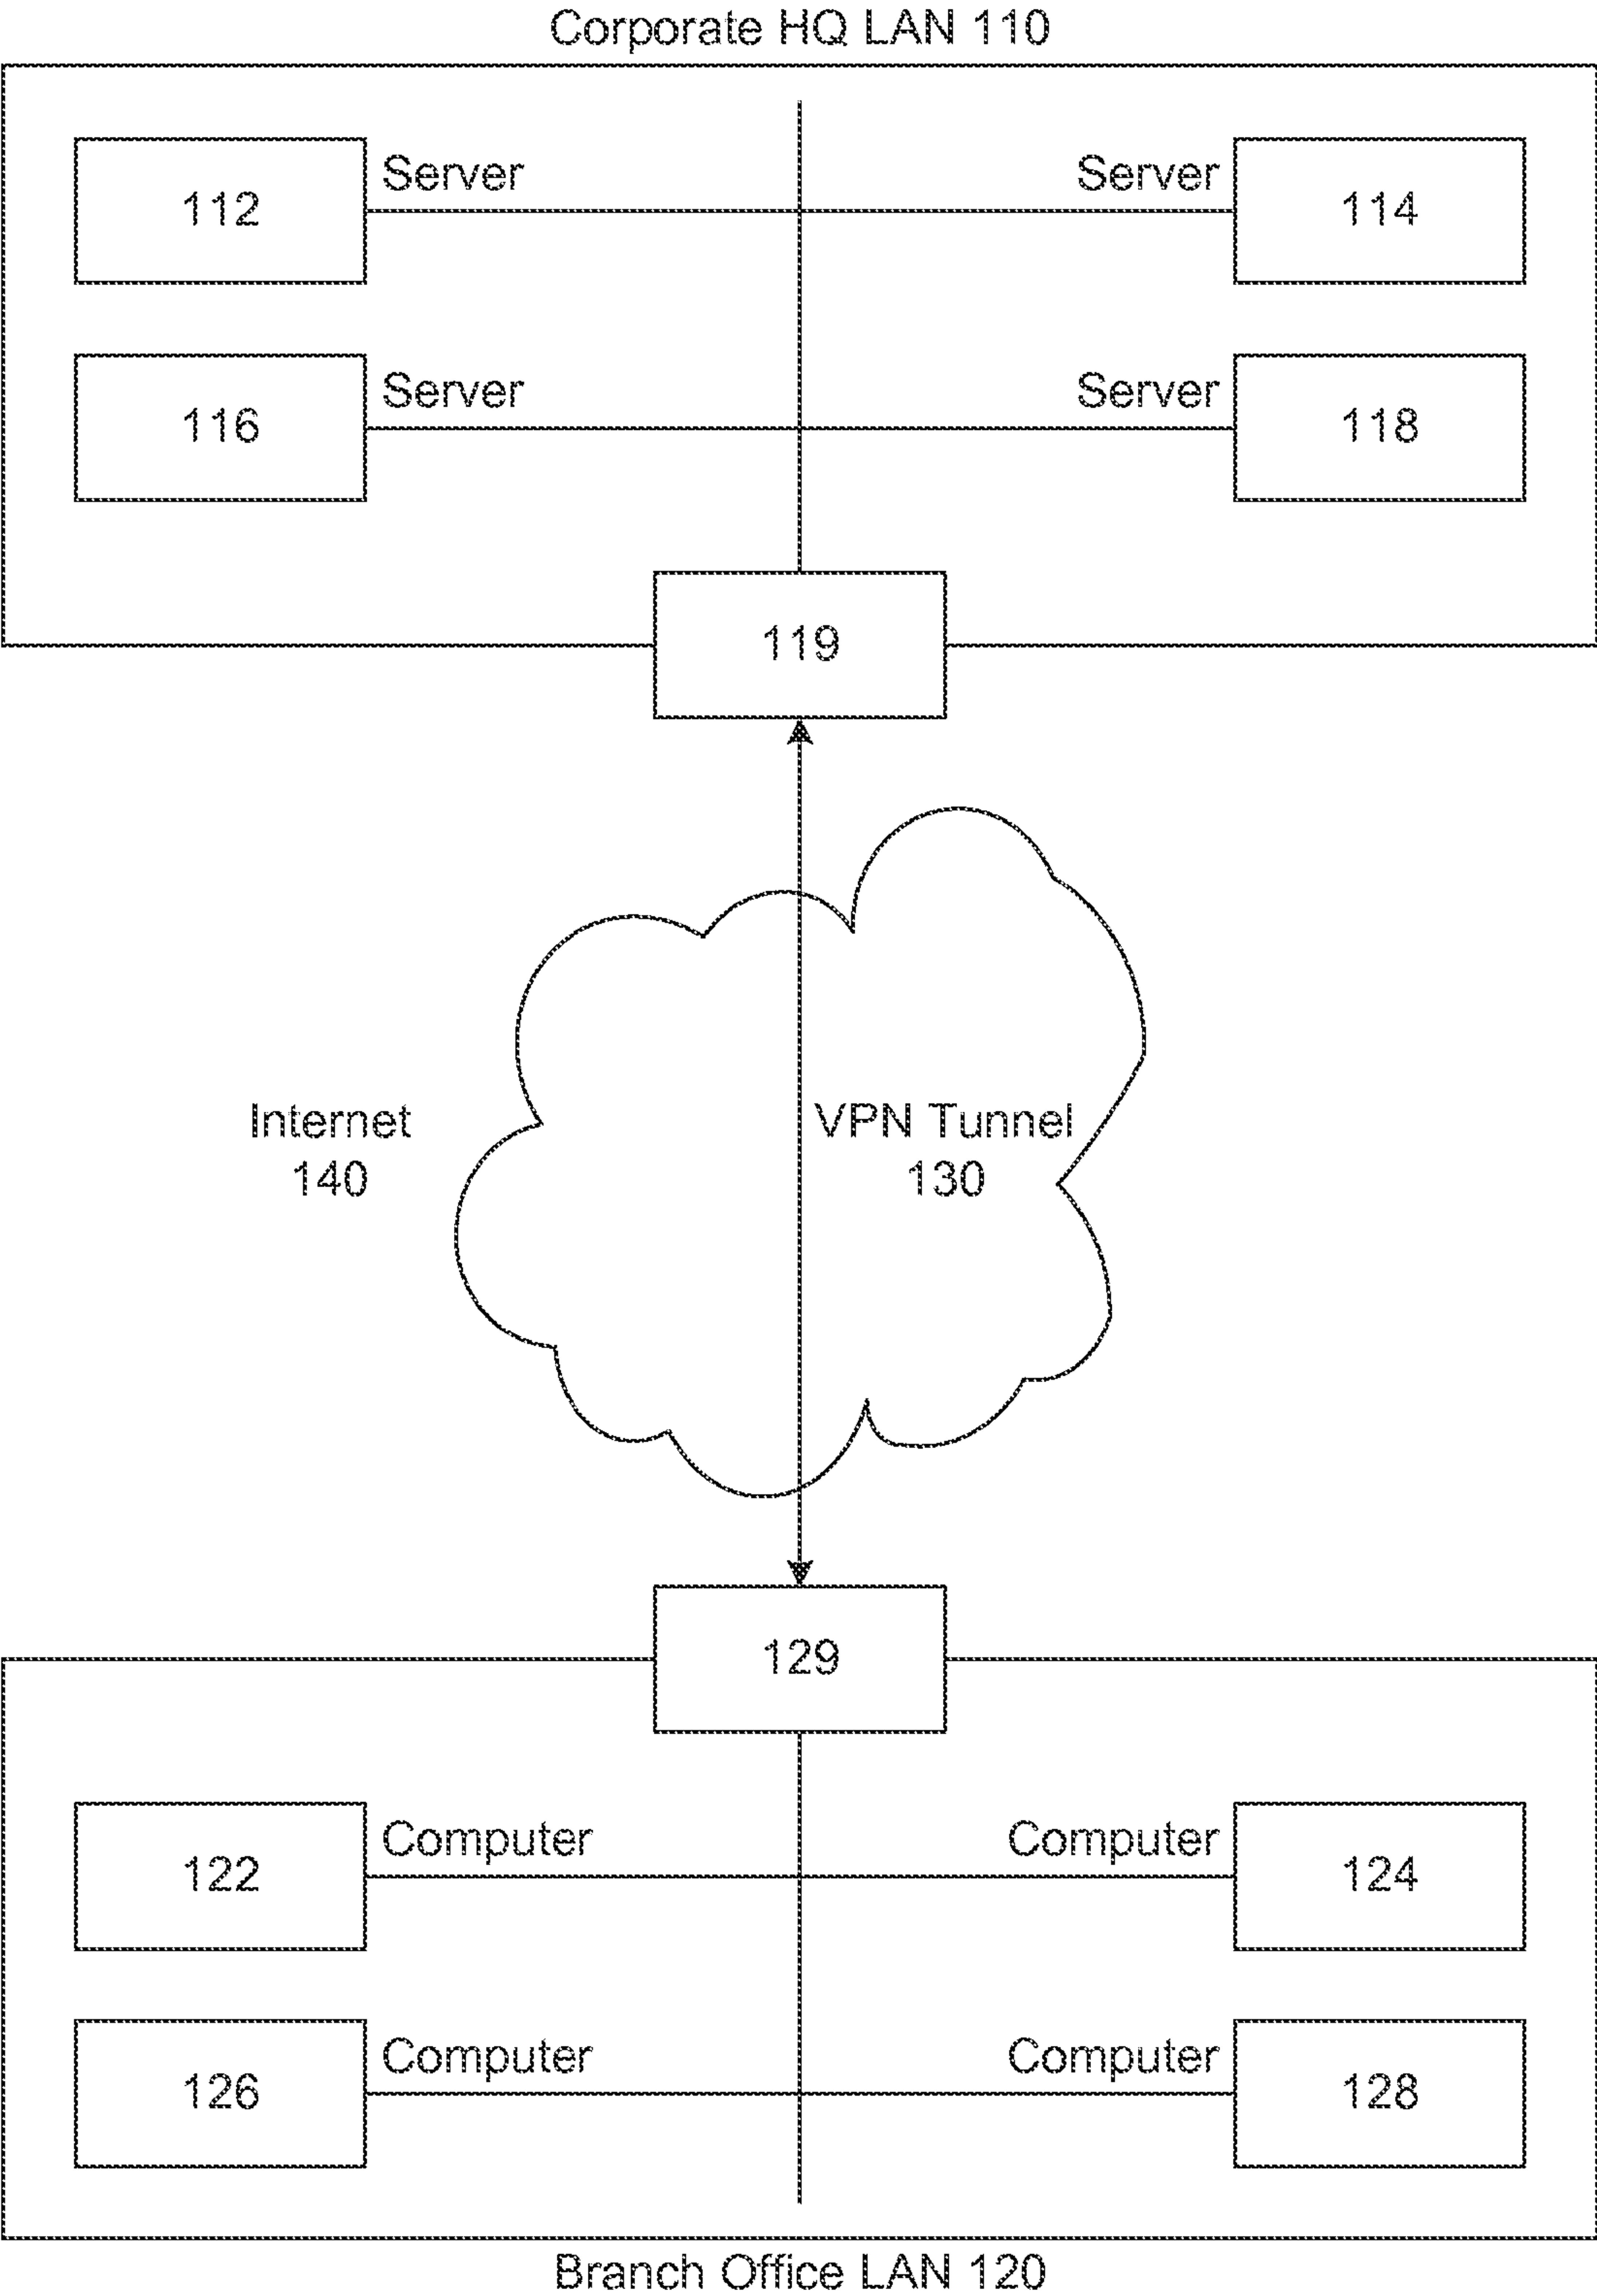 Corporate HQ LAN 110
Server
Server
112
114
Server
Server
116
118
119
Internet
140
VPN Tunnel
130
129
Computer
Computer
122
124
Computer
Computer
126
128
Branch Office LAN 120